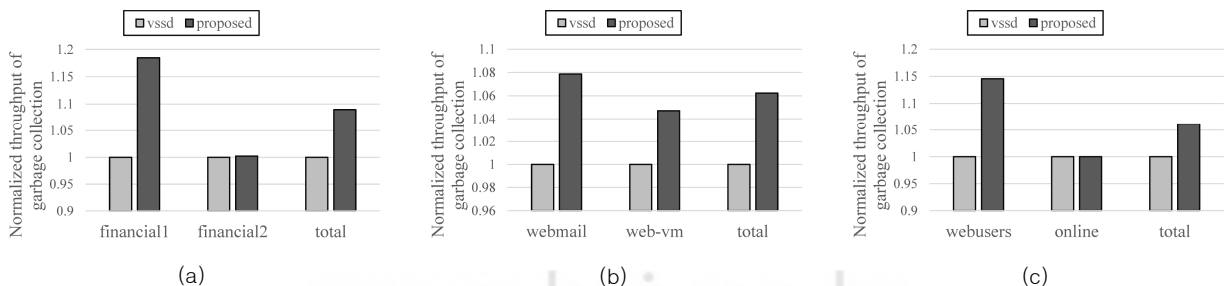 vssd proposed
Normalized throughput of
garbage collection
1.2
1.15
1.1
1.05
1
0.95
0.9
financial1 financial2 total
(a)
vssd proposed
Normalized throughput of
garbage collection
1.1
1.08
1.06
1.04
1.02
1
0.98
0.96
webmail web-vm total
(b)
vssd proposed
Normalized throughput of
garbage collection
1.2
1.15
1.1
1.05
1
0.95
0.9
webusers online total
(c)